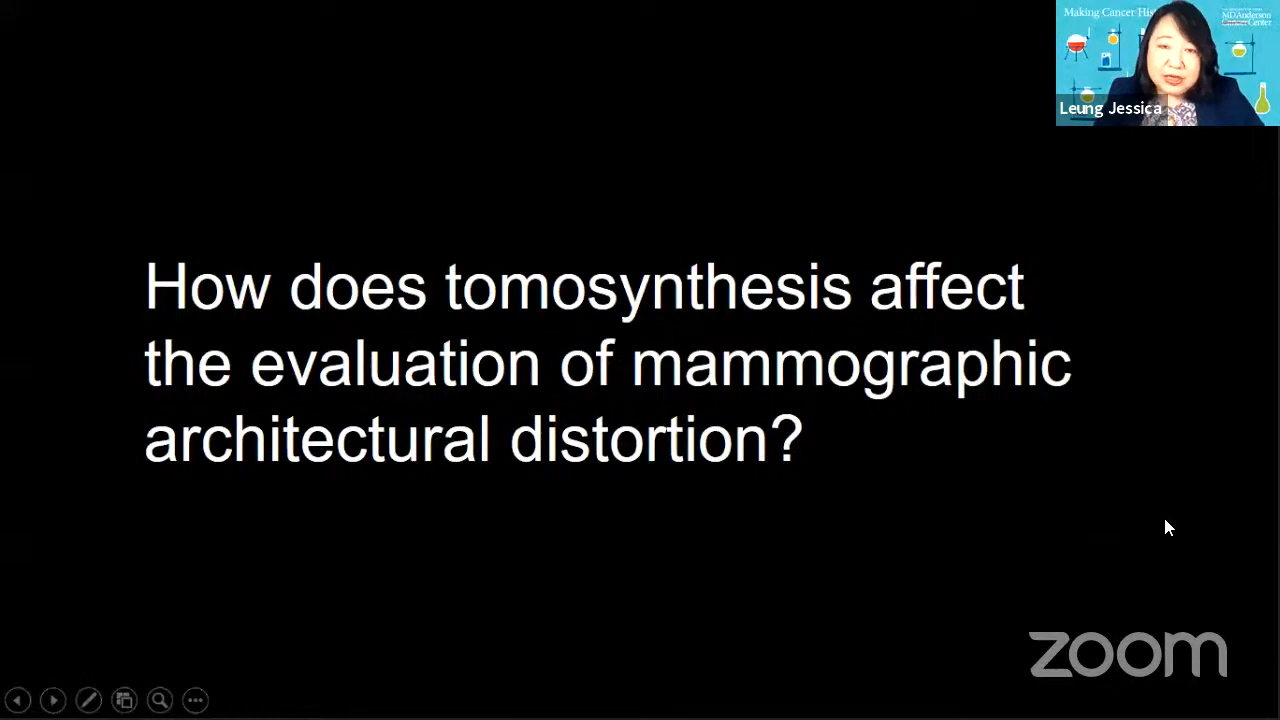 Making Cancer His
MD Anderson
Cancer Center
Leung Jessica
How does tomosynthesis affect
the evaluation of mammographic
architectural distortion?
zoom